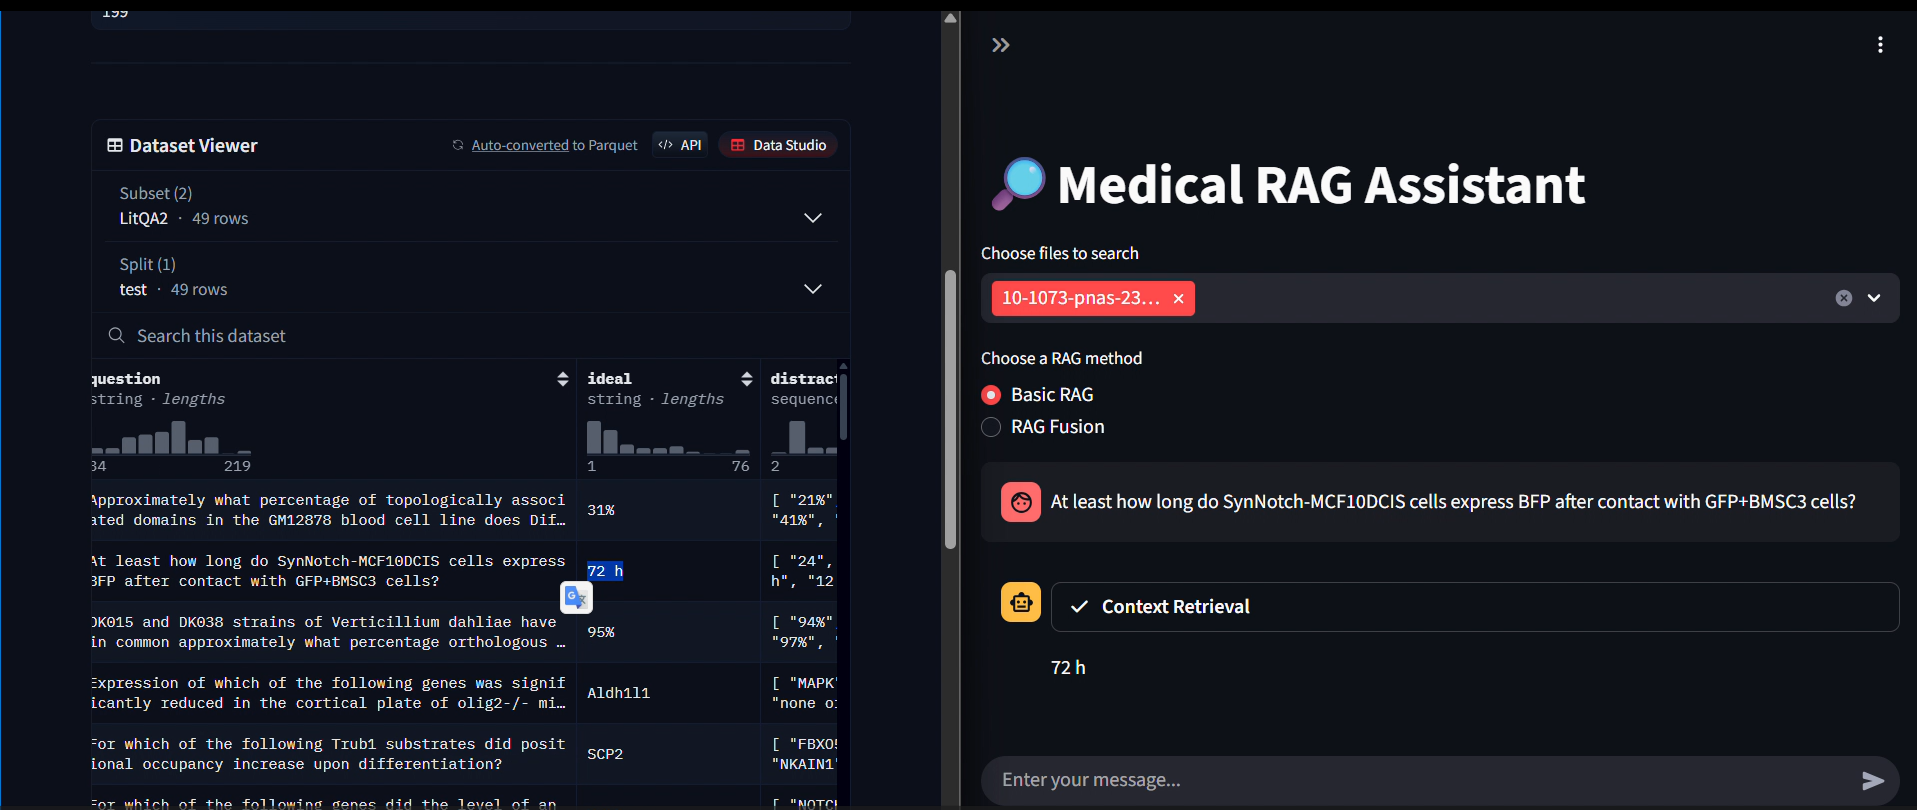 199
Dataset Viewer
Auto-converted to Parquet
API
Data Studio
Subset (2)
LitQA2 · 49 rows
Split (1)
test · 49 rows
Search this dataset
question
string · lengths
34
219
ideal
string · lengths
1
76
distract
sequence
2
Approximately what percentage of topologically associ
ated domains in the GM12878 blood cell line does Dif…
31%
[ "21%",
"41%",
At least how long do SynNotch-MCF10DCIS cells express
BFP after contact with GFP+BMSC3 cells?
72 h
[ "24",
h", "12
DK015 and DK038 strains of Verticillium dahliae have
in common approximately what percentage orthologous …
95%
[ "94%"
"97%",
Expression of which of the following genes was signif
icantly reduced in the cortical plate of olig2-/- mi…
Aldh1l1
[ "MAPK
"none o
For which of the following Trub1 substrates did posit
ional occupancy increase upon differentiation?
SCP2
[ "FBXO
"NKAIN1
For which of the following genes did the level of an
[ "NOTCH
Medical RAG Assistant
Choose files to search
10-1073-pnas-23…
Choose a RAG method
Basic RAG
RAG Fusion
At least how long do SynNotch-MCF10DCIS cells express BFP after contact with GFP+BMSC3 cells?
Context Retrieval
72 h
Enter your message...